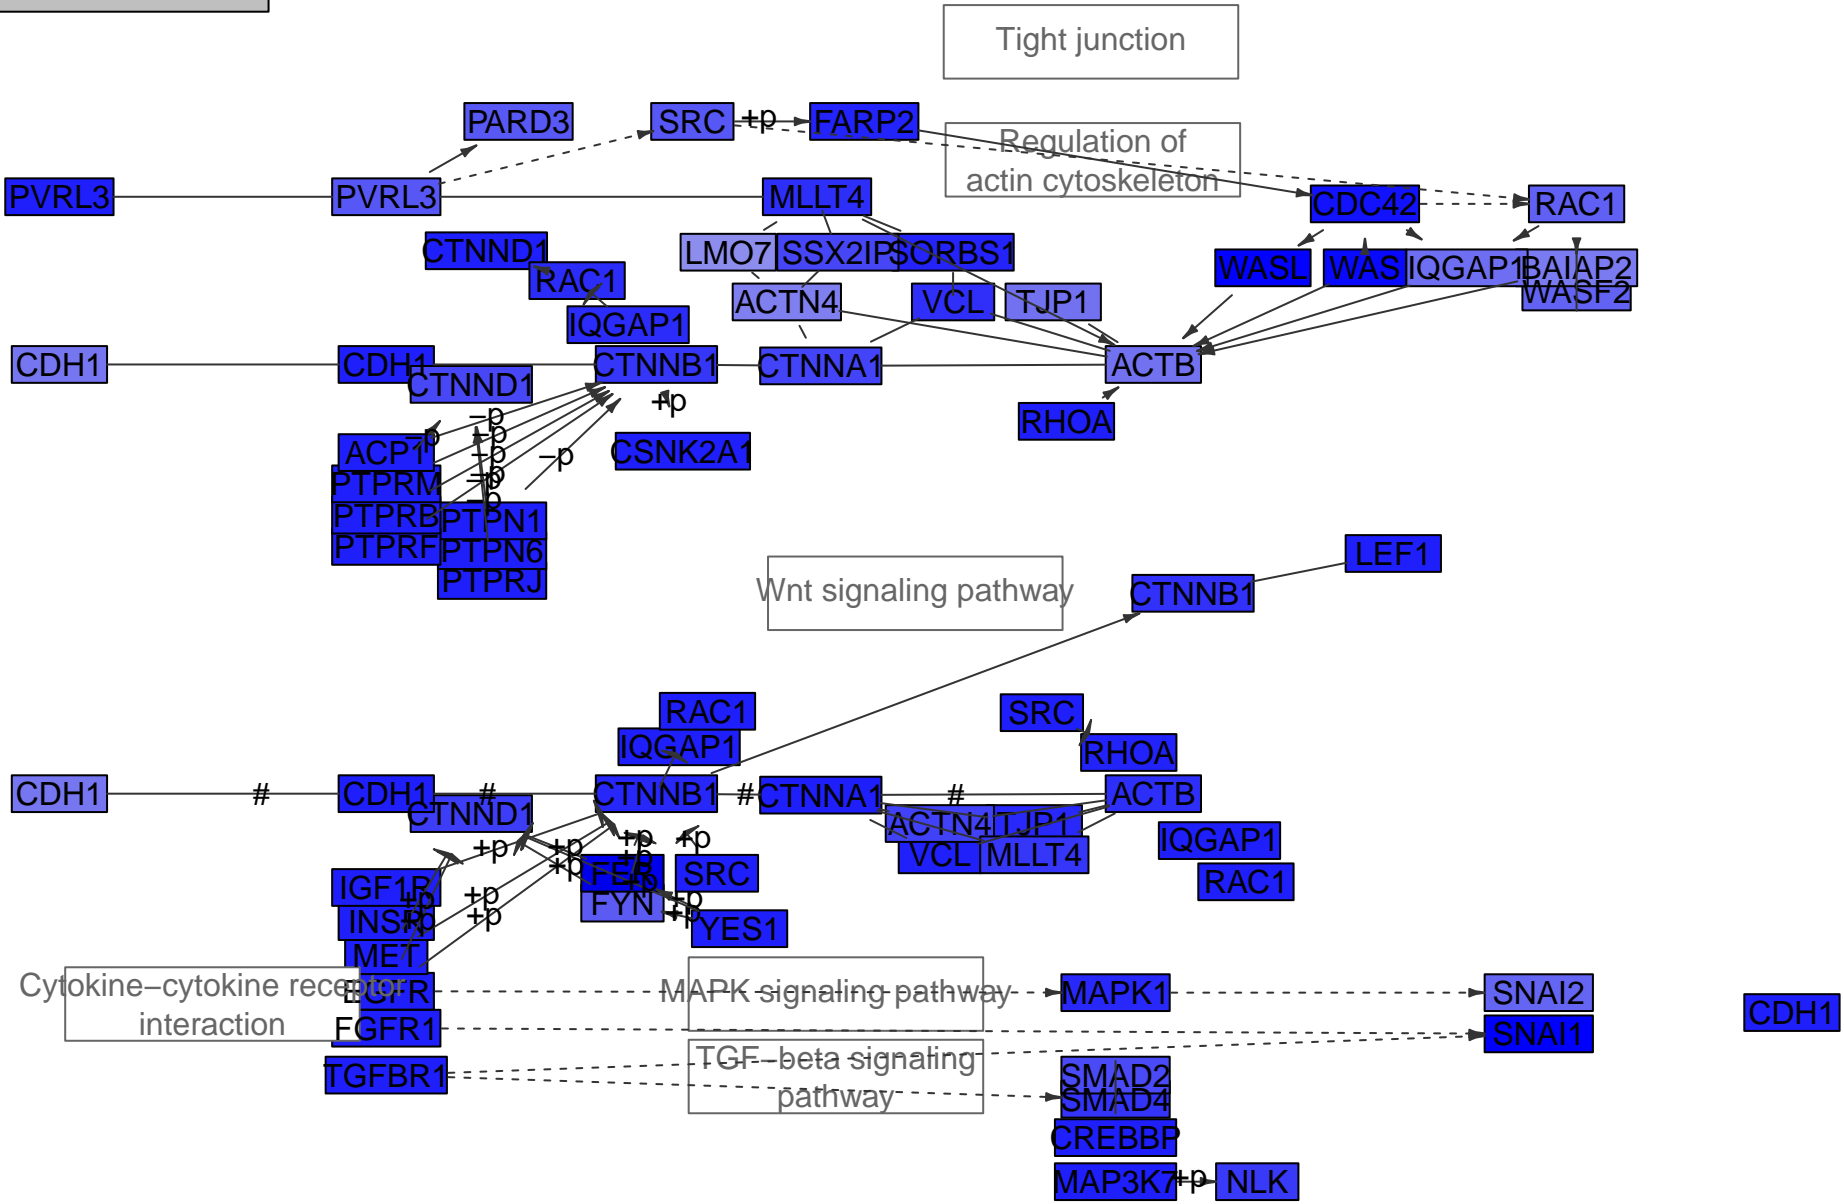 Tight junction
PARD3
SRC
+p
FARP2
Regulation of
actin cytoskeleton
PVRL3
PVRL3
MLLT4
CDC42
RAC1
CTNND1
RAC1
LMO7
SSX2IP
SORBS1
WASL
WAS
IQGAP1
BAIAP2
WASF2
IQGAP1
ACTN4
VCL
TJP1
CDH1
CDH1
CTNND1
CTNNB1
CTNNA1
ACTB
+p
RHOA
–p
–p
–p
–p
–p
–p
–p
–p
ACP1
CSNK2A1
PTPRM
PTPRB
PTPN1
PTPRF
PTPN6
PTPRJ
LEF1
Wnt signaling pathway
CTNNB1
RAC1
SRC
IQGAP1
RHOA
CDH1
#
CDH1
#
CTNNB1
#
CTNNA1
#
ACTB
CTNND1
ACTN4
TJP1
+p
+p
+p
+p
VCL
MLLT4
IQGAP1
+p
+p
FER
SRC
RAC1
IGF1R
+p
+p
+p
FYN
+p
INSR
+p
+p
+p
YES1
MET
Cytokine–cytokine receptor
interaction
EGFR
MAPK signaling pathway
MAPK1
SNAI2
CDH1
FGFR1
SNAI1
TGF–beta signaling
pathway
TGFBR1
SMAD2
SMAD4
CREBBP
MAP3K7
+p
NLK